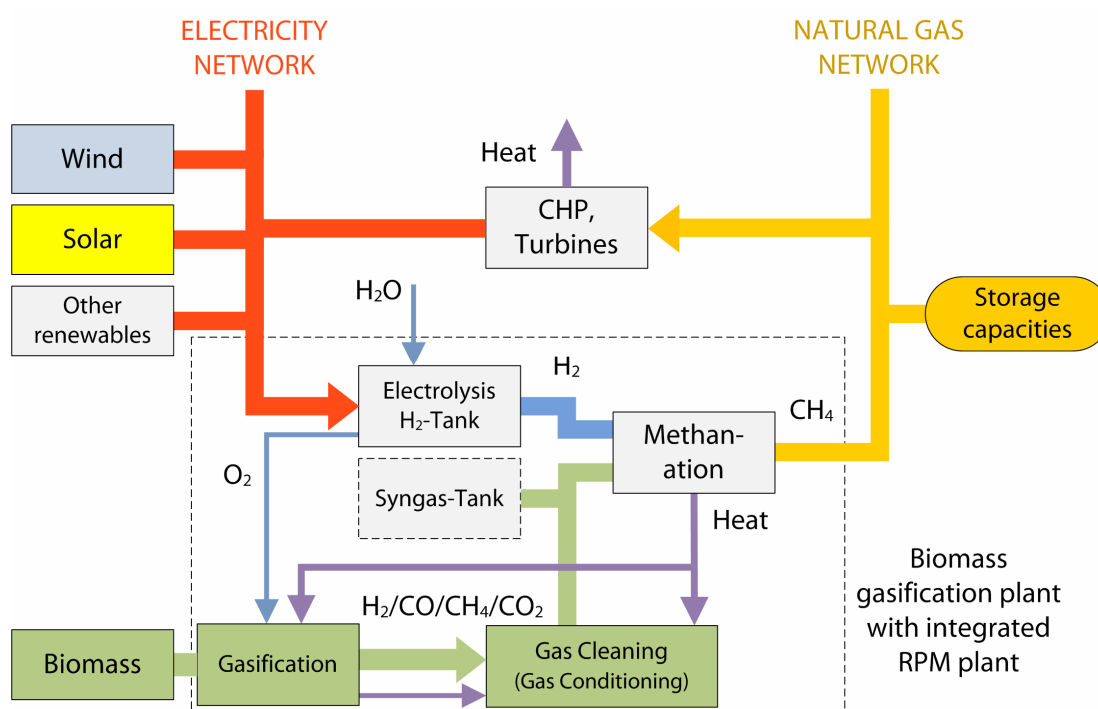 ELECTRICITY
NETWORK
NATURAL GAS
NETWORK
Wind
Heat
CHP,
Turbines
Solar
H₂O
Other
renewables
Storage
capacities
H₂
Electrolysis
H₂-Tank
CH₄
Methan-
ation
O₂
Syngas-Tank
Heat
Biomass
gasification plant
with integrated
RPM plant
H₂/CO/CH₄/CO₂
Biomass
Gasification
Gas Cleaning
(Gas Conditioning)